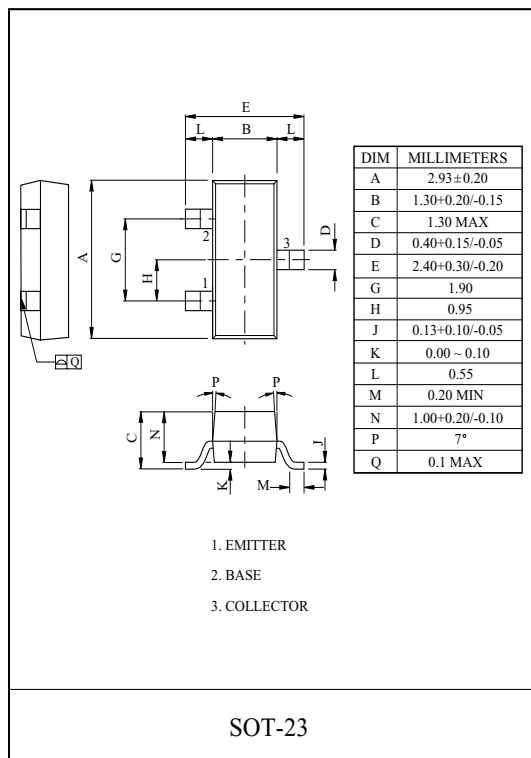 E
L B L
A
G
H
D
2
3
1
Q
P P
C
N
K
M
J
DIM MILLIMETERS
A 2.93±0.20
B 1.30+0.20/-0.15
C 1.30 MAX
D 0.40+0.15/-0.05
E 2.40+0.30/-0.20
G 1.90
H 0.95
J 0.13+0.10/-0.05
K 0.00 ~ 0.10
L 0.55
M 0.20 MIN
N 1.00+0.20/-0.10
P 7°
Q 0.1 MAX
1. EMITTER
2. BASE
3. COLLECTOR
SOT-23